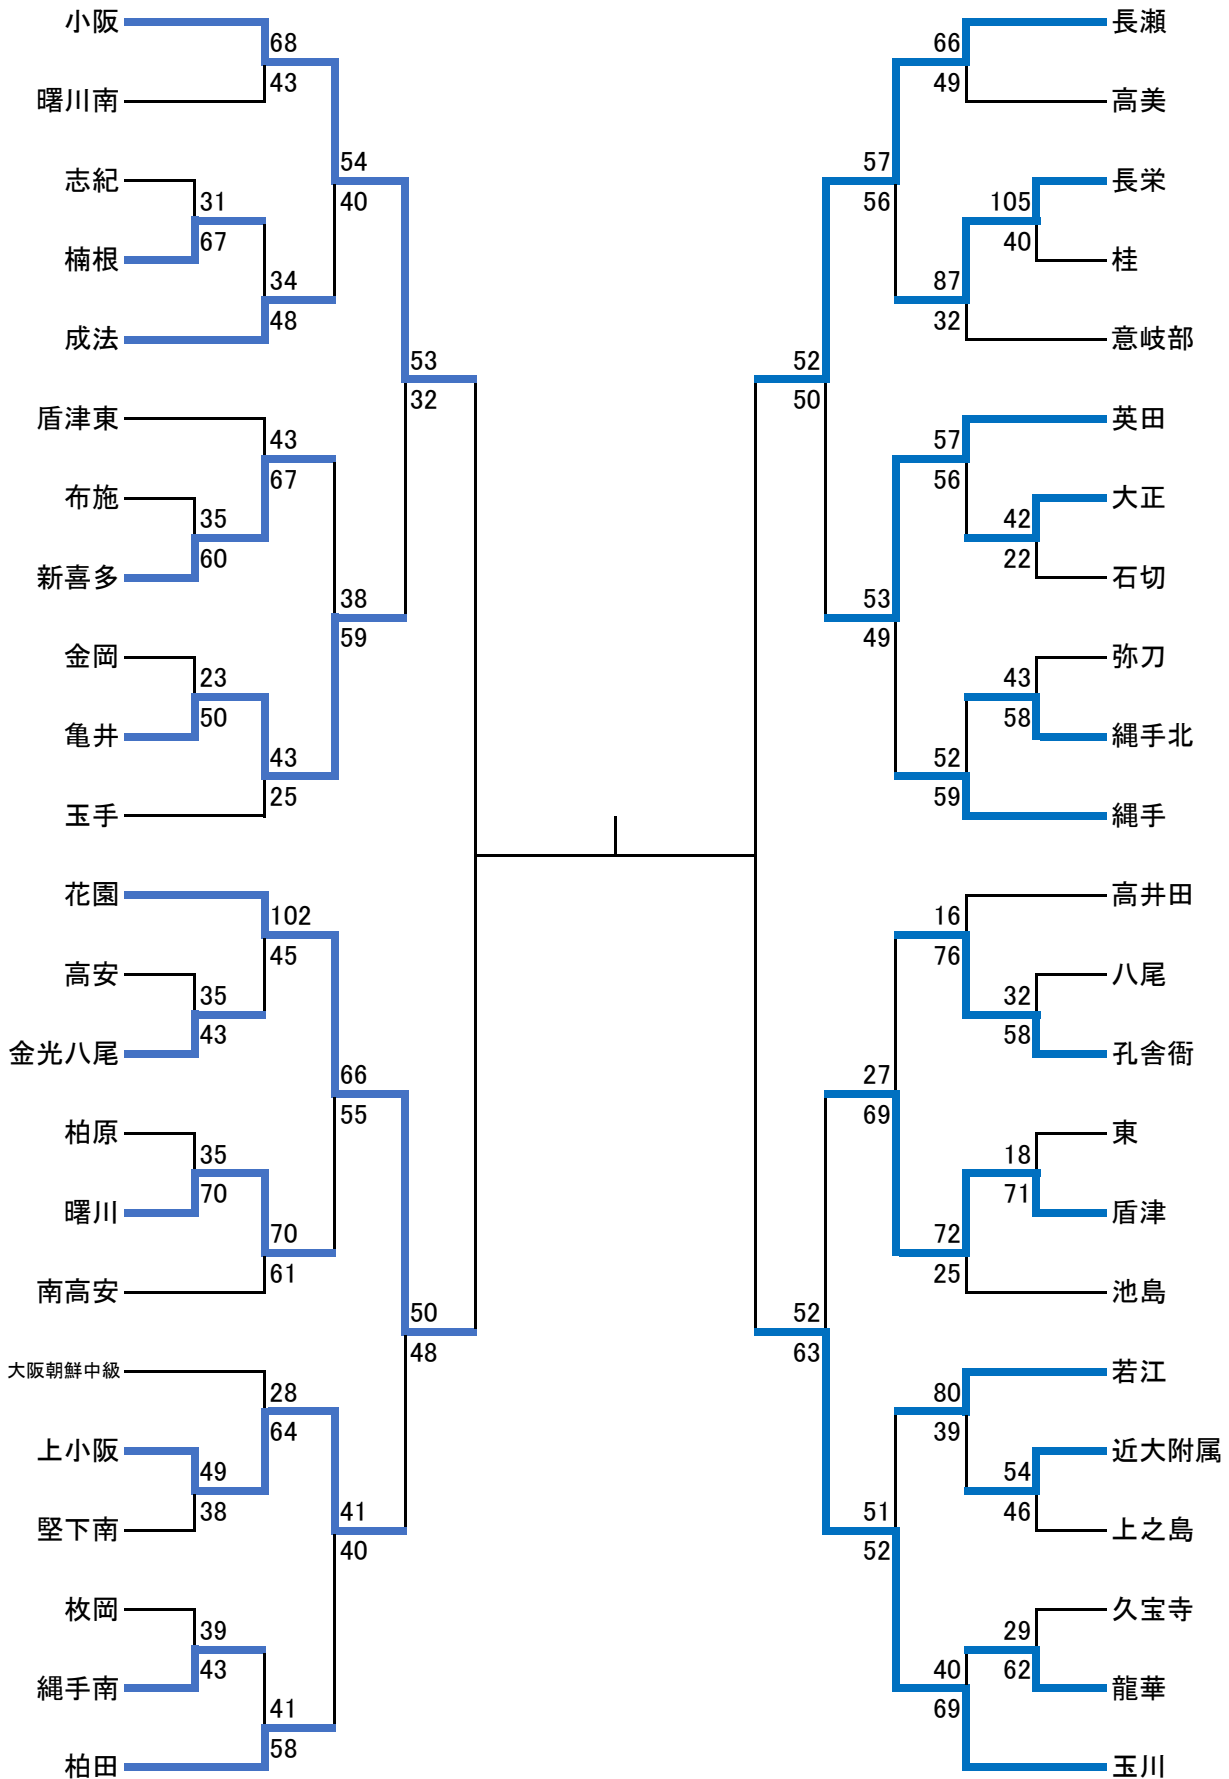 小阪
68
43
曙川南
54
40
志紀
31
67
楠根
34
48
成法
53
32
盾津東
43
67
布施
35
60
新喜多
38
59
金岡
23
50
亀井
43
25
玉手
花園
102
45
高安
35
43
金光八尾
66
55
柏原
35
70
曙川
70
61
南高安
50
48
大阪朝鮮中級
28
64
上小阪
49
38
堅下南
41
40
枚岡
39
43
縄手南
41
58
柏田
長瀬
66
49
高美
57
56
長栄
105
40
桂
87
32
意岐部
52
50
英田
57
56
大正
42
22
石切
53
49
弥刀
43
58
縄手北
52
59
縄手
高井田
16
76
八尾
32
58
孔舎衙
27
69
東
18
71
盾津
72
25
池島
52
63
若江
80
39
近大附属
54
46
上之島
51
52
久宝寺
29
62
龍華
40
69
玉川